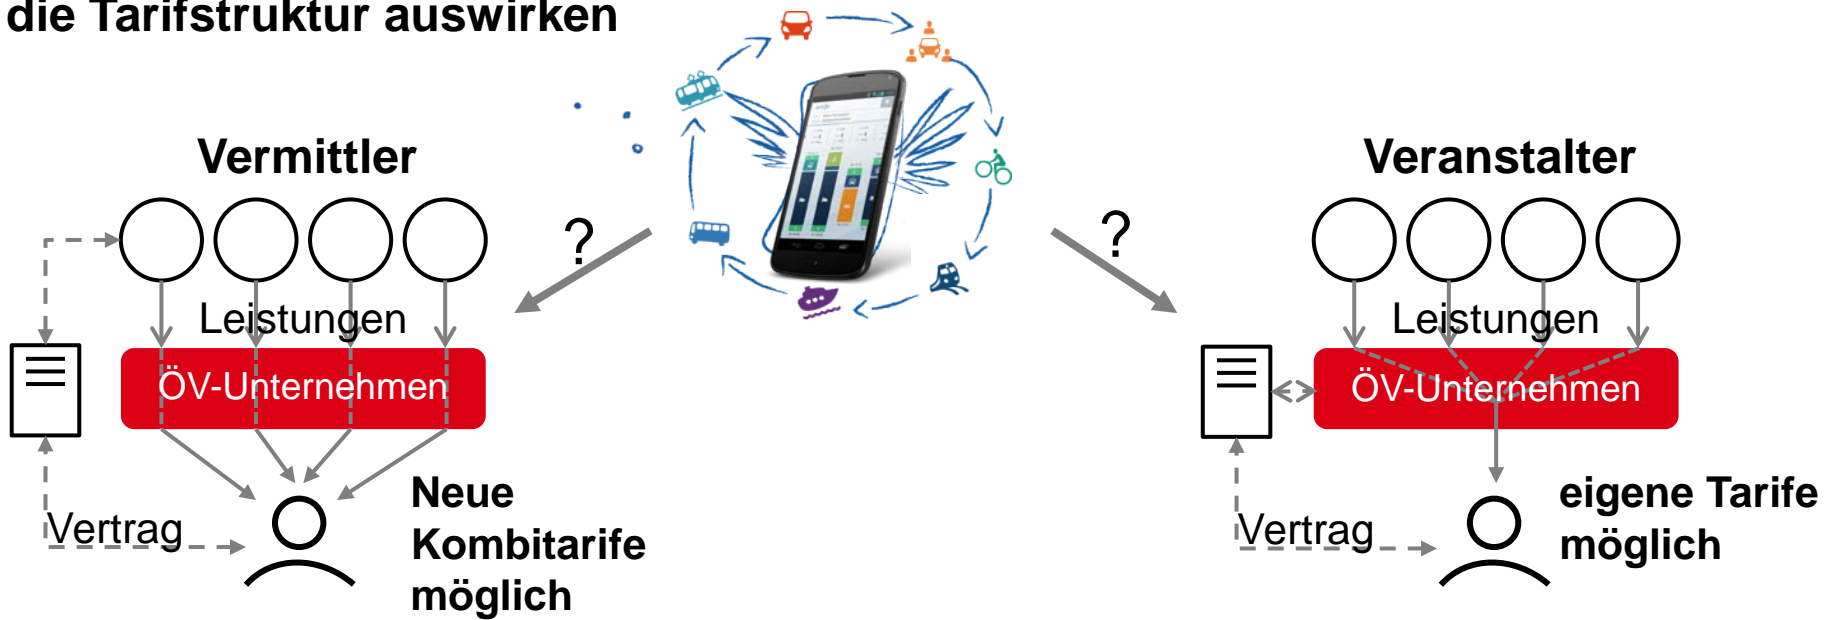 die Tarifstruktur auswirken
Vermittler
?
Leistungen
ÖV-Unternehmen
Vertrag
Neue
Kombitarife
möglich
?
Veranstalter
Leistungen
ÖV-Unternehmen
Vertrag
eigene Tarife
möglich